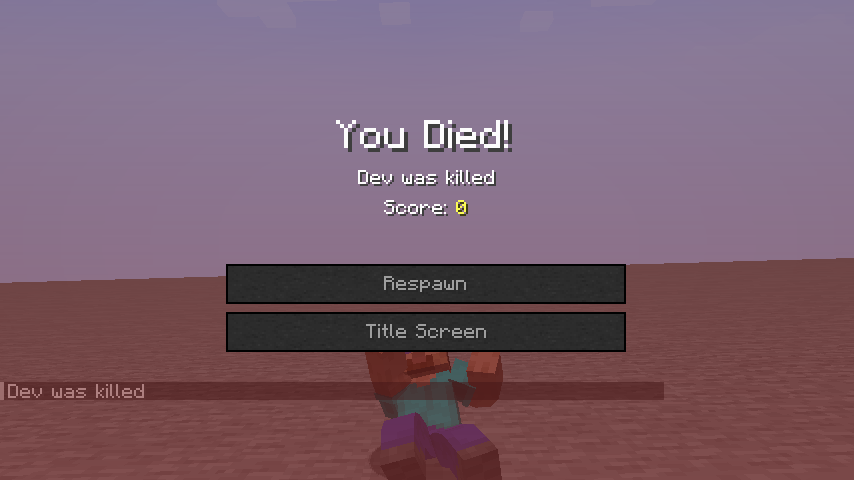 You Died!
Dev was killed
Score: 0
Respawn
Title Screen
Dev was killed